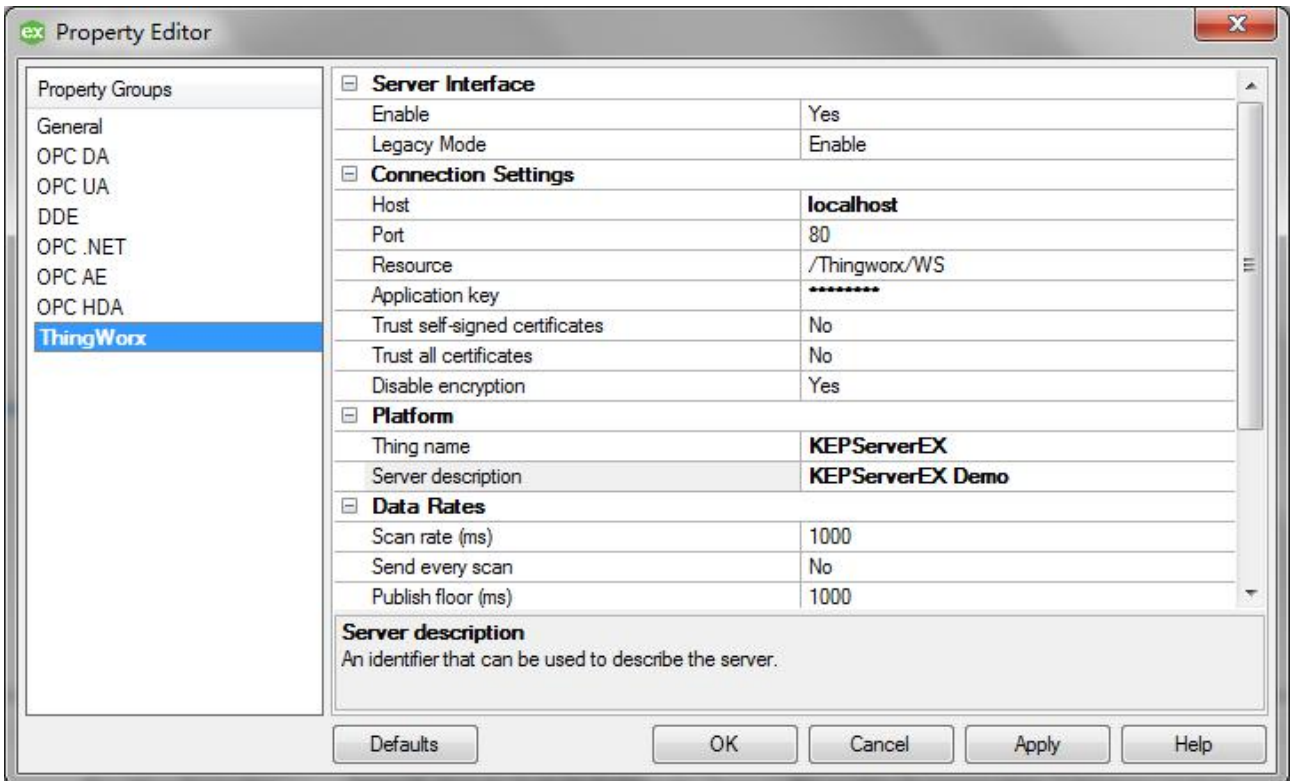 ex Property Editor
Property Groups
General
OPC DA
OPC UA
DDE
OPC .NET
OPC AE
OPC HDA
ThingWorx
Server Interface
Enable Yes
Legacy Mode Enable
Connection Settings
Host localhost
Port 80
Resource /Thingworx/WS
Application key ********
Trust self-signed certificates No
Trust all certificates No
Disable encryption Yes
Platform
Thing name KEPServerEX
Server description KEPServerEX Demo
Data Rates
Scan rate (ms) 1000
Send every scan No
Publish floor (ms) 1000
Server description
An identifier that can be used to describe the server.
Defaults OK Cancel Apply Help